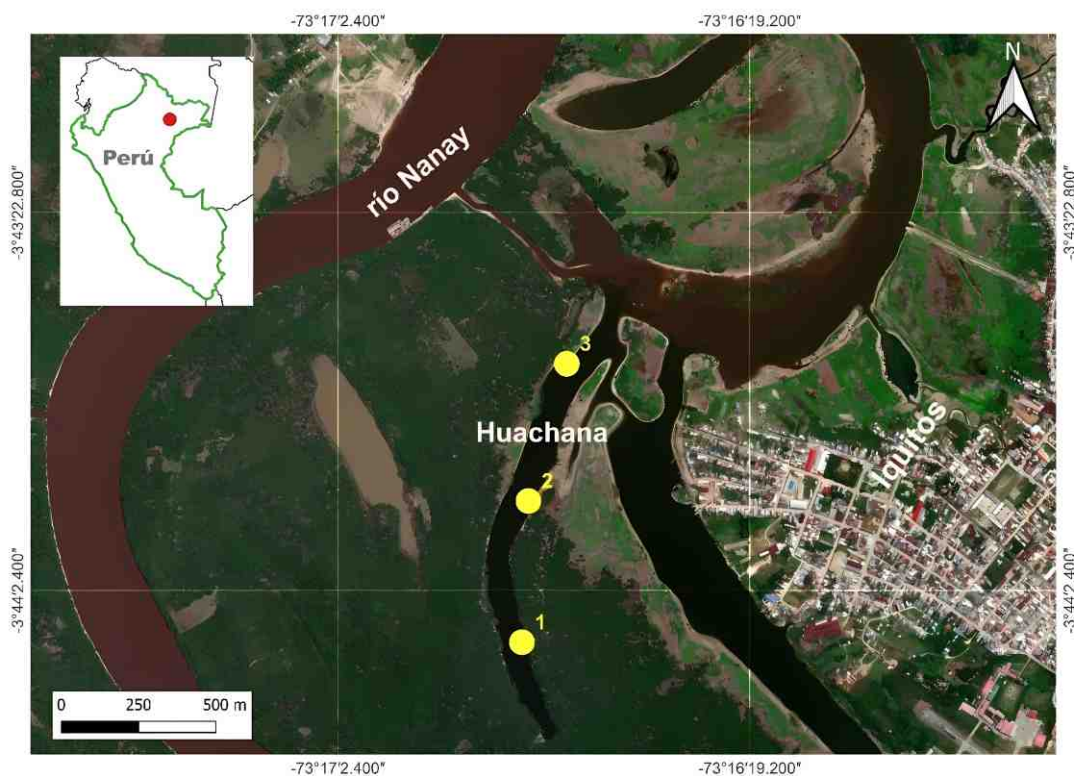 -73°17'2.400" -73°16'19.200"
N
Perú
río Nanay
-3°43'22.800" -3°43'22.800"
3
Huachana
Iquitos
2
-3°44'2.400" -3°44'2.400"
1
0 250 500 m
-73°17'2.400" -73°16'19.200"